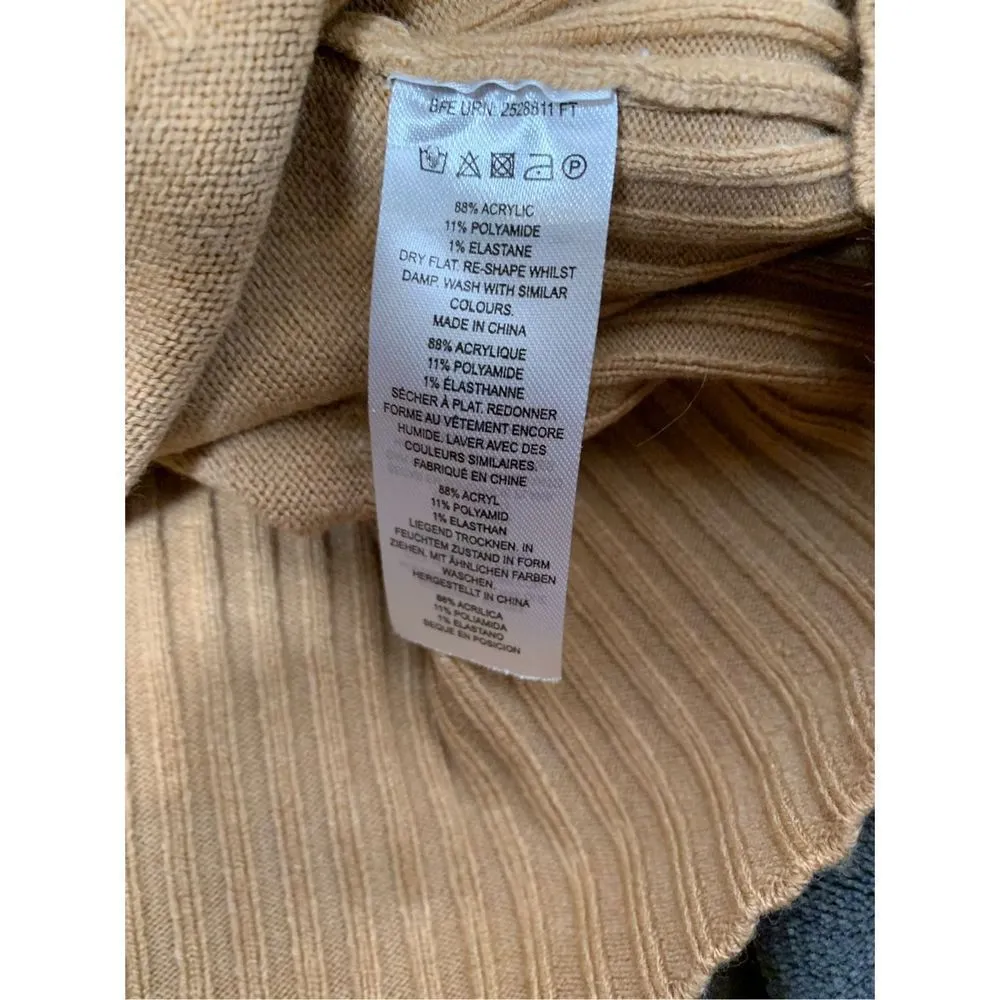 BFE URN: 2528811 FT
P
88% ACRYLIC
11% POLYAMIDE
1% ELASTANE
DRY FLAT. RE-SHAPE WHILST
DAMP. WASH WITH SIMILAR
COLOURS.
MADE IN CHINA
88% ACRYLIQUE
11% POLYAMIDE
1% ÉLASTHANNE
SÉCHER À PLAT. REDONNER
FORME AU VÊTEMENT ENCORE
HUMIDE. LAVER AVEC DES
COULEURS SIMILAIRES.
FABRIQUÉ EN CHINE
88% ACRYL
11% POLYAMID
1% ELASTHAN
LIEGEND TROCKNEN. IN
FEUCHTEM ZUSTAND IN FORM
ZIEHEN. MIT ÄHNLICHEN FARBEN
WASCHEN.
HERGESTELLT IN CHINA
88% ACRILICA
11% POLIAMIDA
1% ELASTANO
SEQUE EN POSICION